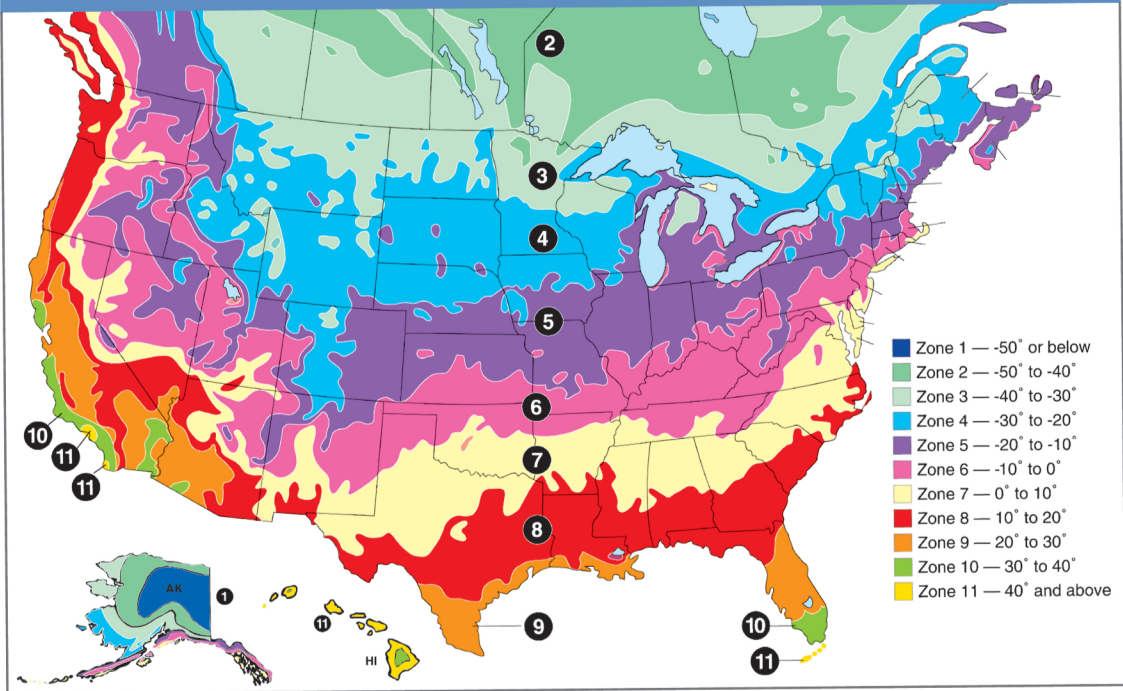 2
3
4
5
6
7
8
9
10
11
11
10
11
1
AK
11
HI
Zone 1 — -50° or below
Zone 2 — -50° to -40°
Zone 3 — -40° to -30°
Zone 4 — -30° to -20°
Zone 5 — -20° to -10°
Zone 6 — -10° to 0°
Zone 7 — 0° to 10°
Zone 8 — 10° to 20°
Zone 9 — 20° to 30°
Zone 10 — 30° to 40°
Zone 11 — 40° and above